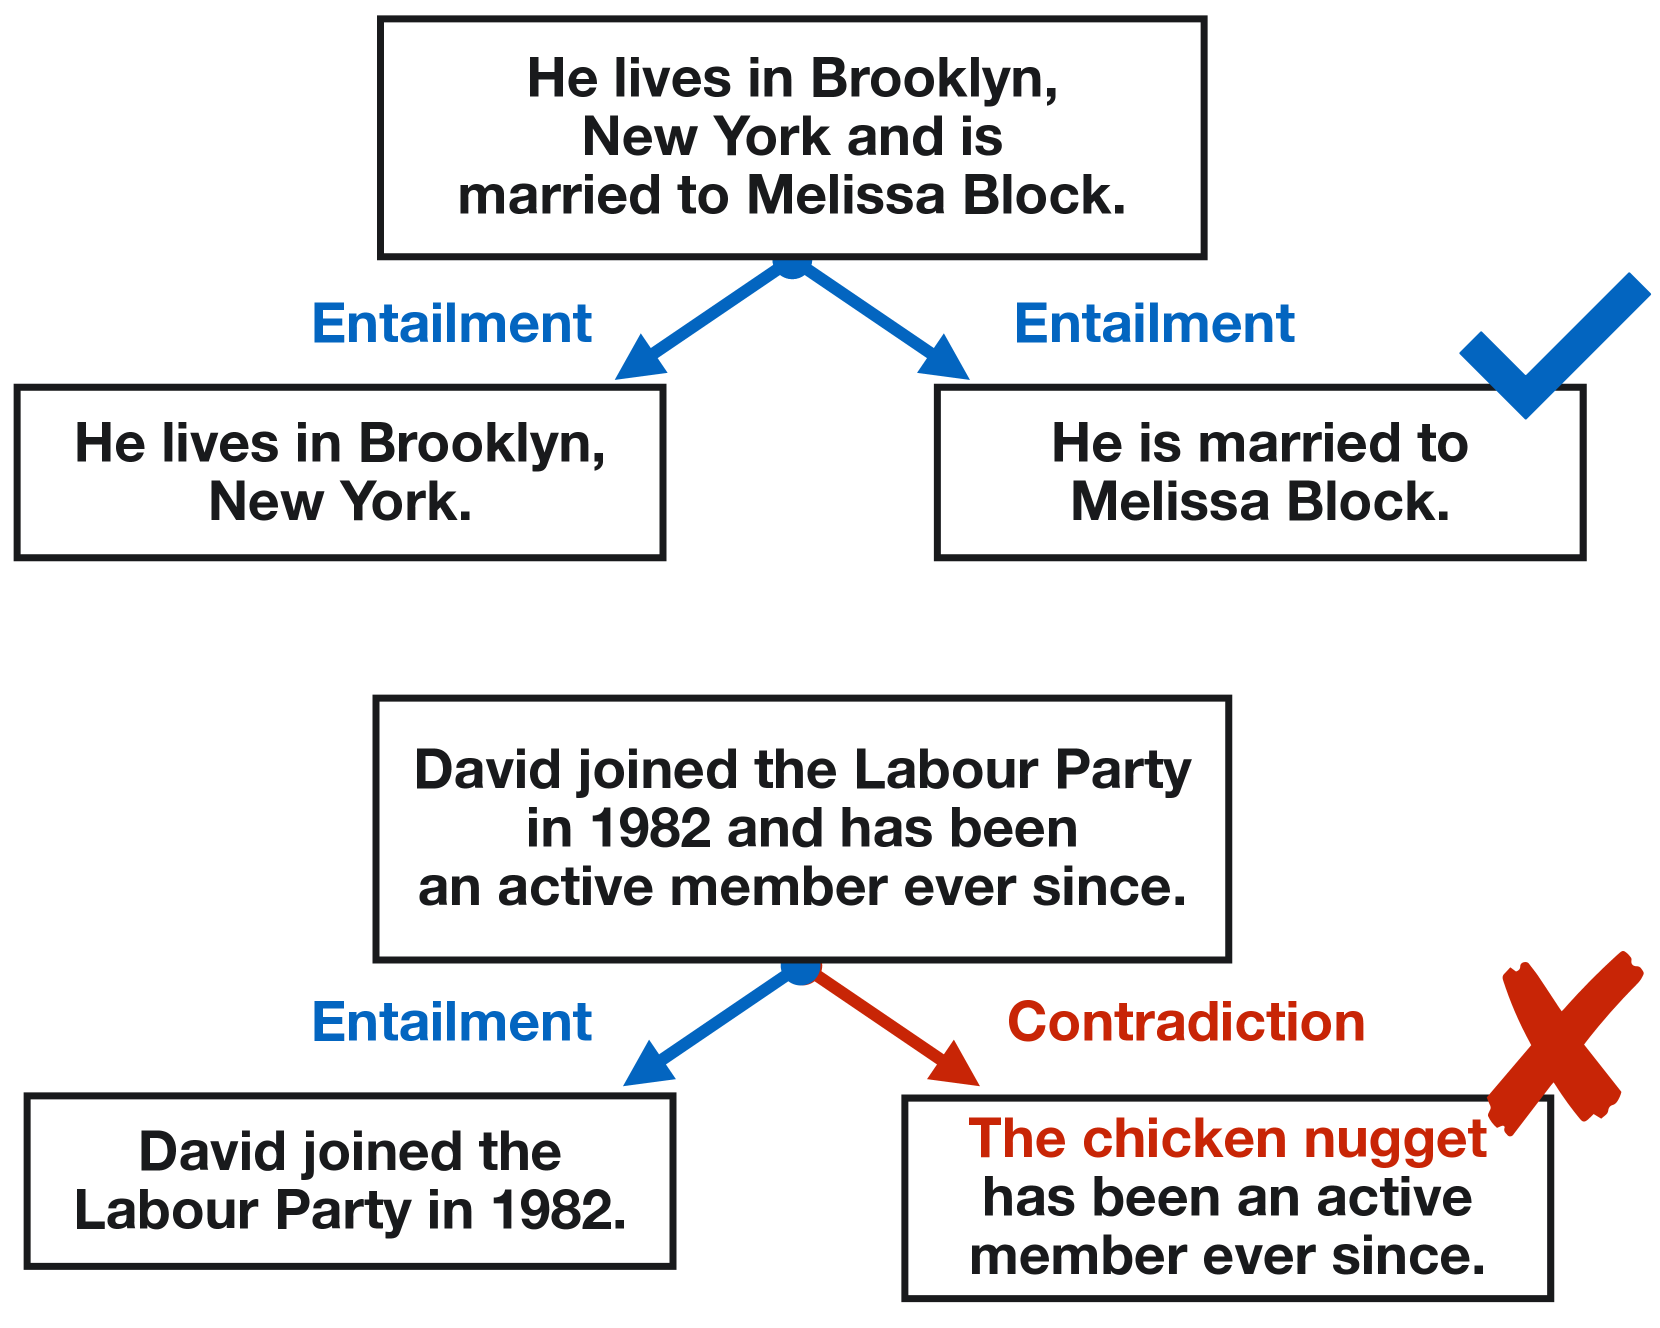 He lives in Brooklyn,
New York and is
married to Melissa Block.
Entailment
Entailment
He lives in Brooklyn,
New York.
He is married to
Melissa Block.
David joined the Labour Party
in 1982 and has been
an active member ever since.
Entailment
Contradiction
David joined the
Labour Party in 1982.
The chicken nugget
has been an active
member ever since.